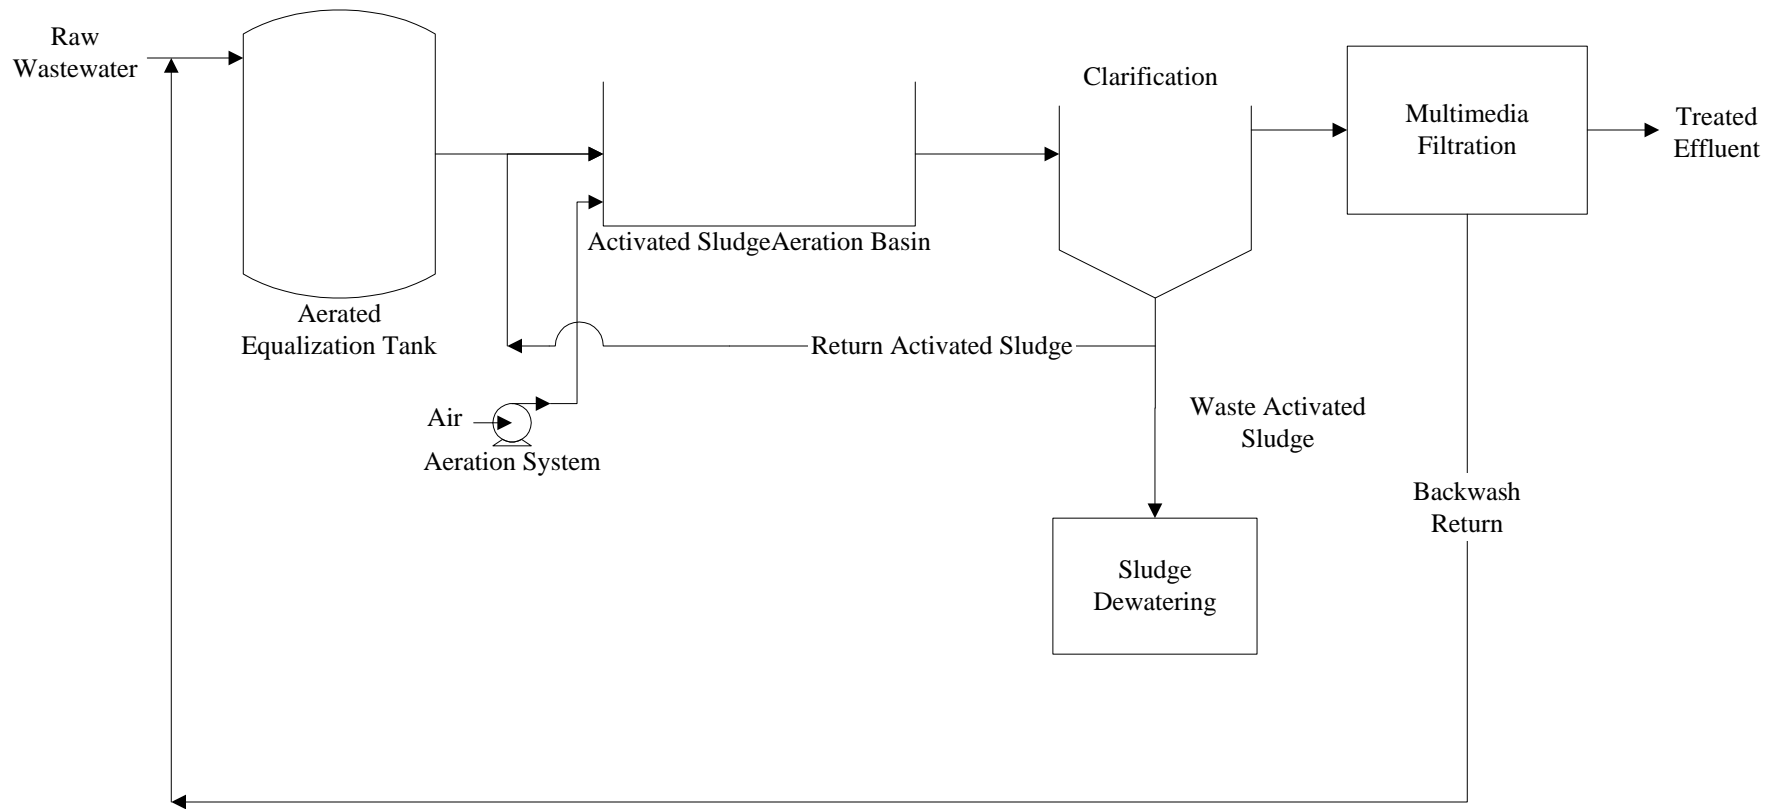 Raw
Wastewater
Clarification
Multimedia
Filtration
Treated
Effluent
Activated SludgeAeration Basin
Aerated
Equalization Tank
Return Activated Sludge
Air
Aeration System
Waste Activated
Sludge
Backwash
Return
Sludge
Dewatering